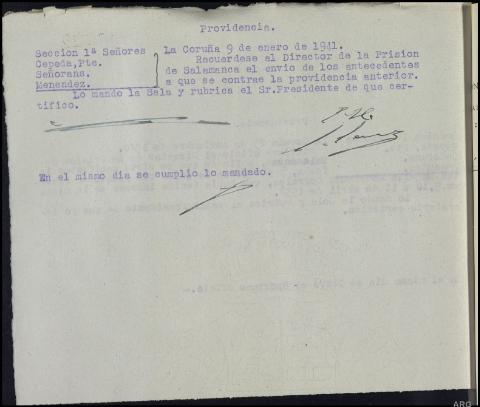 Providencia.
Seccion 1ª Señores
Cepeda,Pte.
Señorans.
Menendez.
La Coruña 9 de enero de 1941.
Recuerdese al Director de la Prision
de Salamanca el envio de los antecedentes
a que se contrae la providencia anterior.
Lo mando la Sala y rubrica el Sr.Presidente de que cer-
tifico.
En el mismo dia se cumplio lo mandado.
ARG